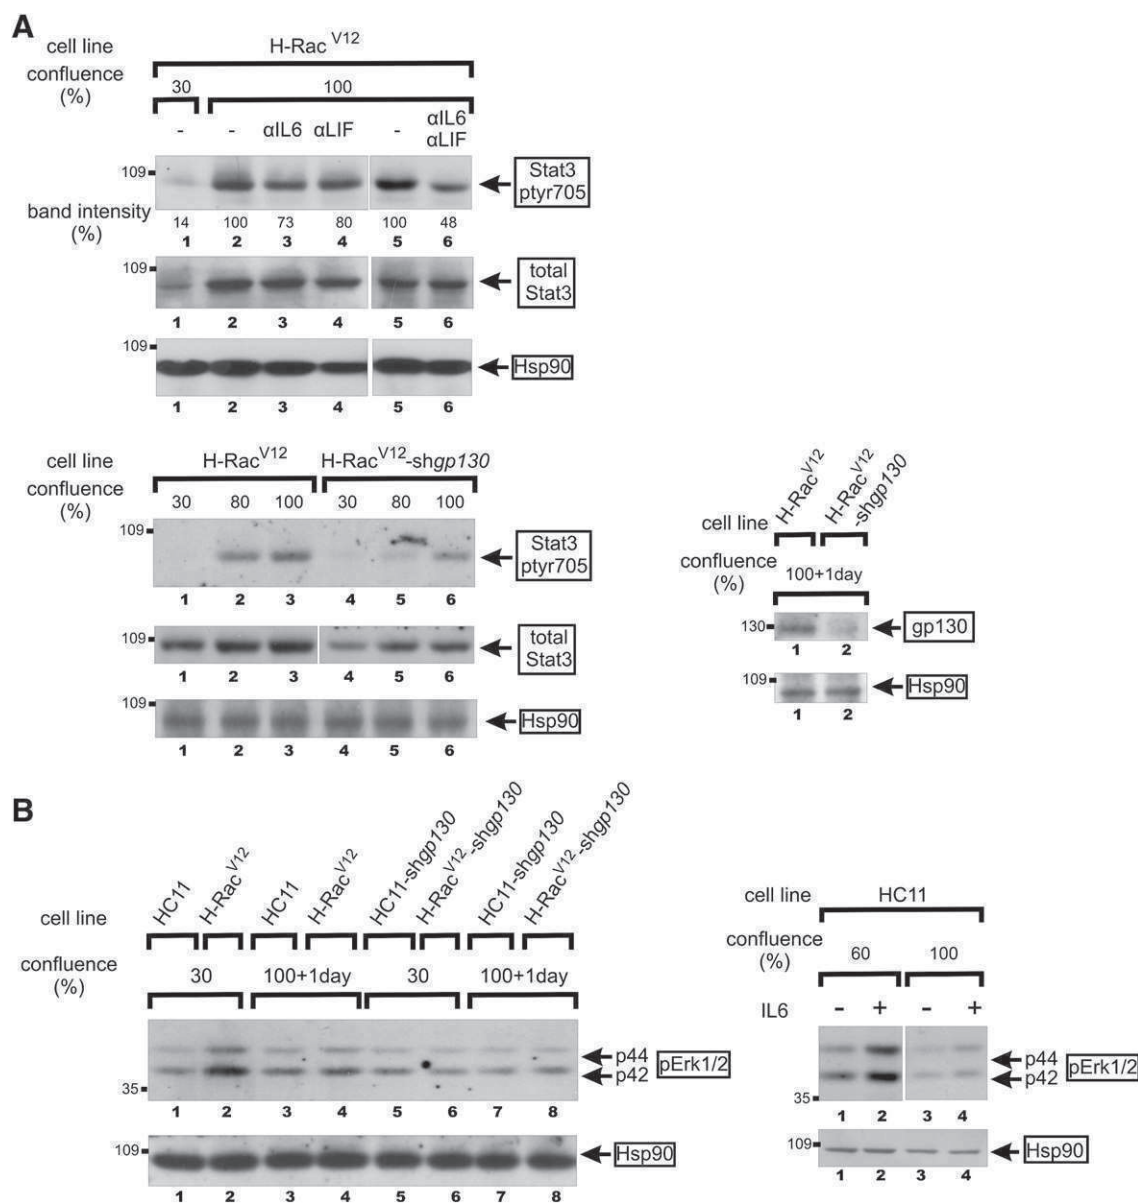 A
cell line H-Rac V12
confluence (%) 30 100
- - αIL6 αLIF - αIL6 αLIF
109 Stat3 ptyr705
band intensity (%) 14 100 73 80 100 48
1 2 3 4 5 6
109 total Stat3
1 2 3 4 5 6
109 Hsp90
1 2 3 4 5 6
cell line H-Rac V12 H-Rac V12-shgp130
confluence (%) 30 80 100 30 80 100
109 Stat3 ptyr705
1 2 3 4 5 6
109 total Stat3
1 2 3 4 5 6
109 Hsp90
1 2 3 4 5 6
cell line H-Rac V12 H-Rac V12 -shgp130
confluence (%) 100+1day
130 gp130
1 2
109 Hsp90
1 2
B
cell line HC11 H-Rac V12 HC11 H-Rac V12 HC11-shgp130 H-Rac V12-shgp130 HC11-shgp130 H-Rac V12-shgp130
confluence (%) 30 100+1day 30 100+1day
p44
p42 pErk1/2
35
1 2 3 4 5 6 7 8
109 Hsp90
1 2 3 4 5 6 7 8
cell line HC11
confluence (%) 60 100
IL6 - + - +
p44
p42 pErk1/2
35
1 2 3 4
109 Hsp90
1 2 3 4